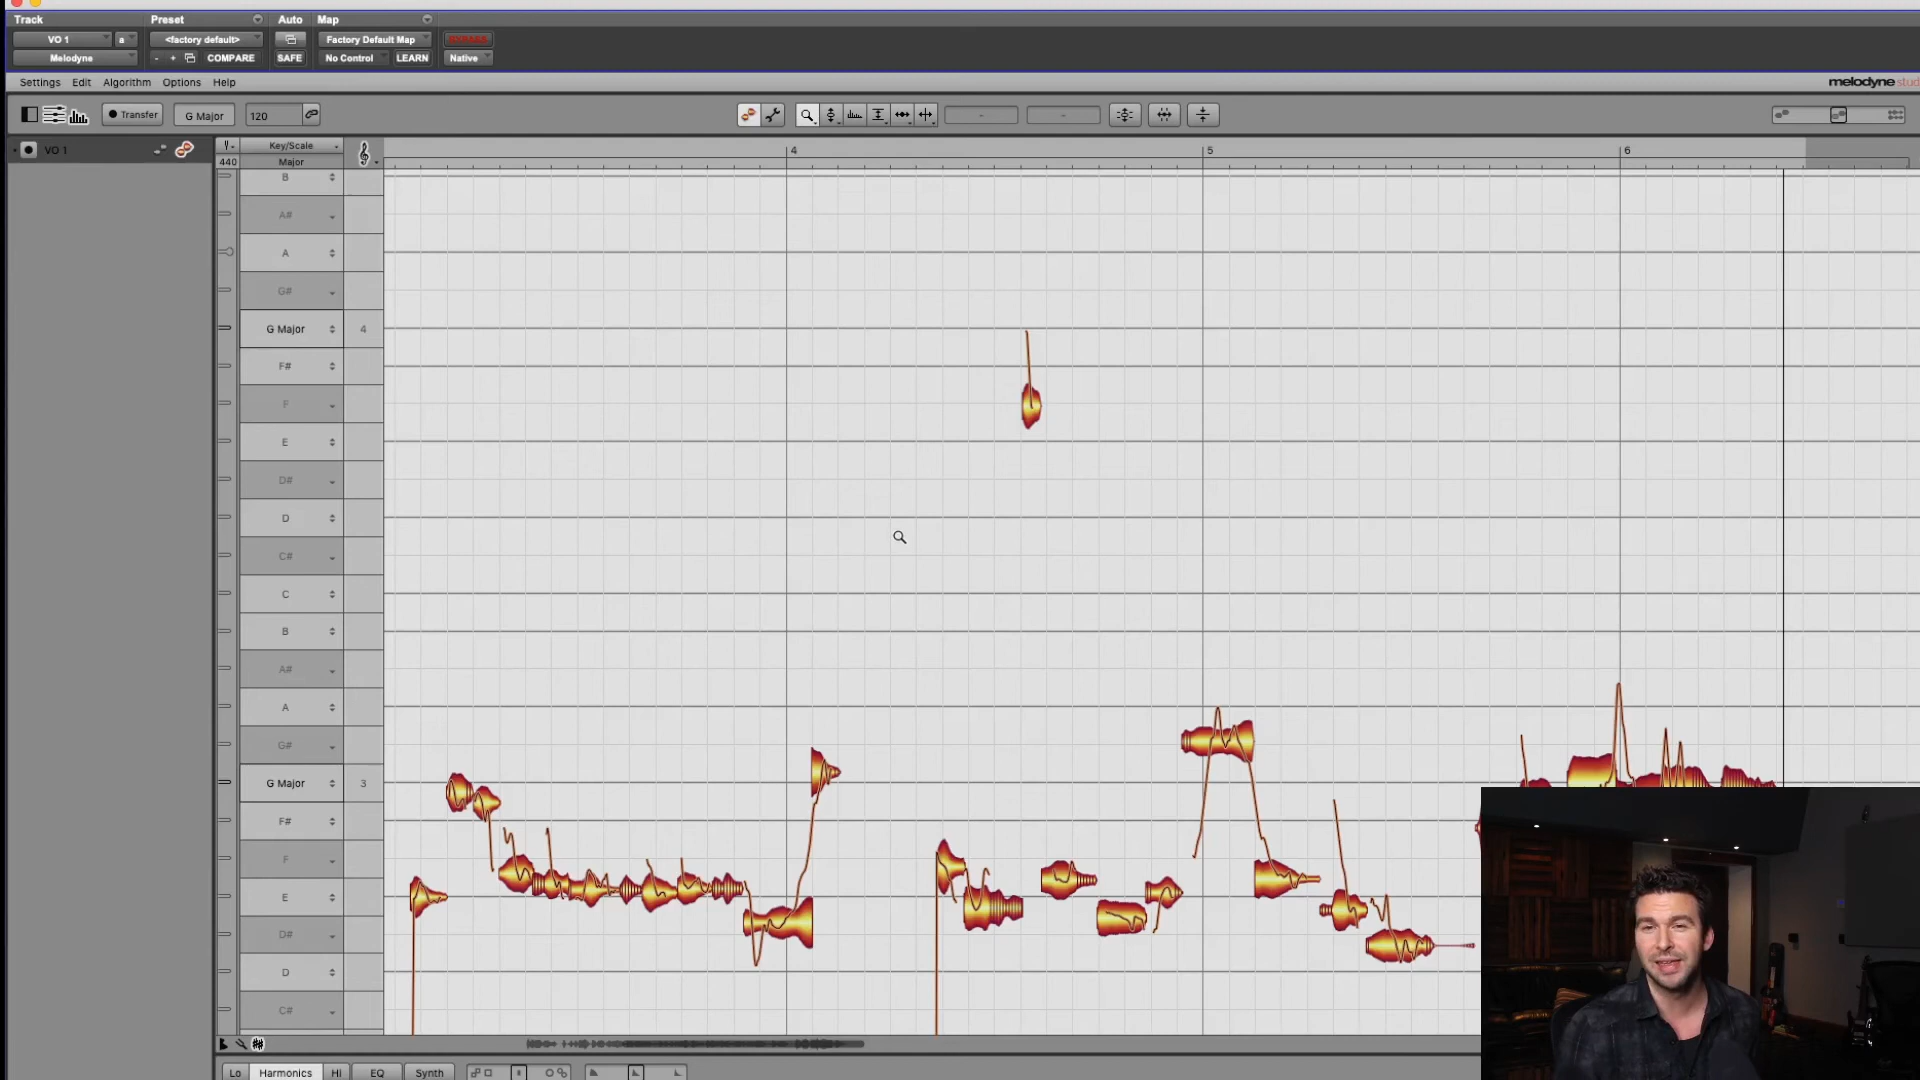 Track Preset Auto Map
VO 1 a <factory default> Factory Default Map BYPASS
Melodyne - + COMPARE SAFE No Control LEARN Native
Settings Edit Algorithm Options Help melodyne stud
Transfer G Major 120 - -
VO 1 Key/Scale 4 5 6
440 Major
B
A#
A
G#
G Major 4
F#
F
E
D#
D
C#
C
B
A#
A
G#
G Major 3
F#
F
E
D#
D
C#
Lo Harmonics HI EQ Synth